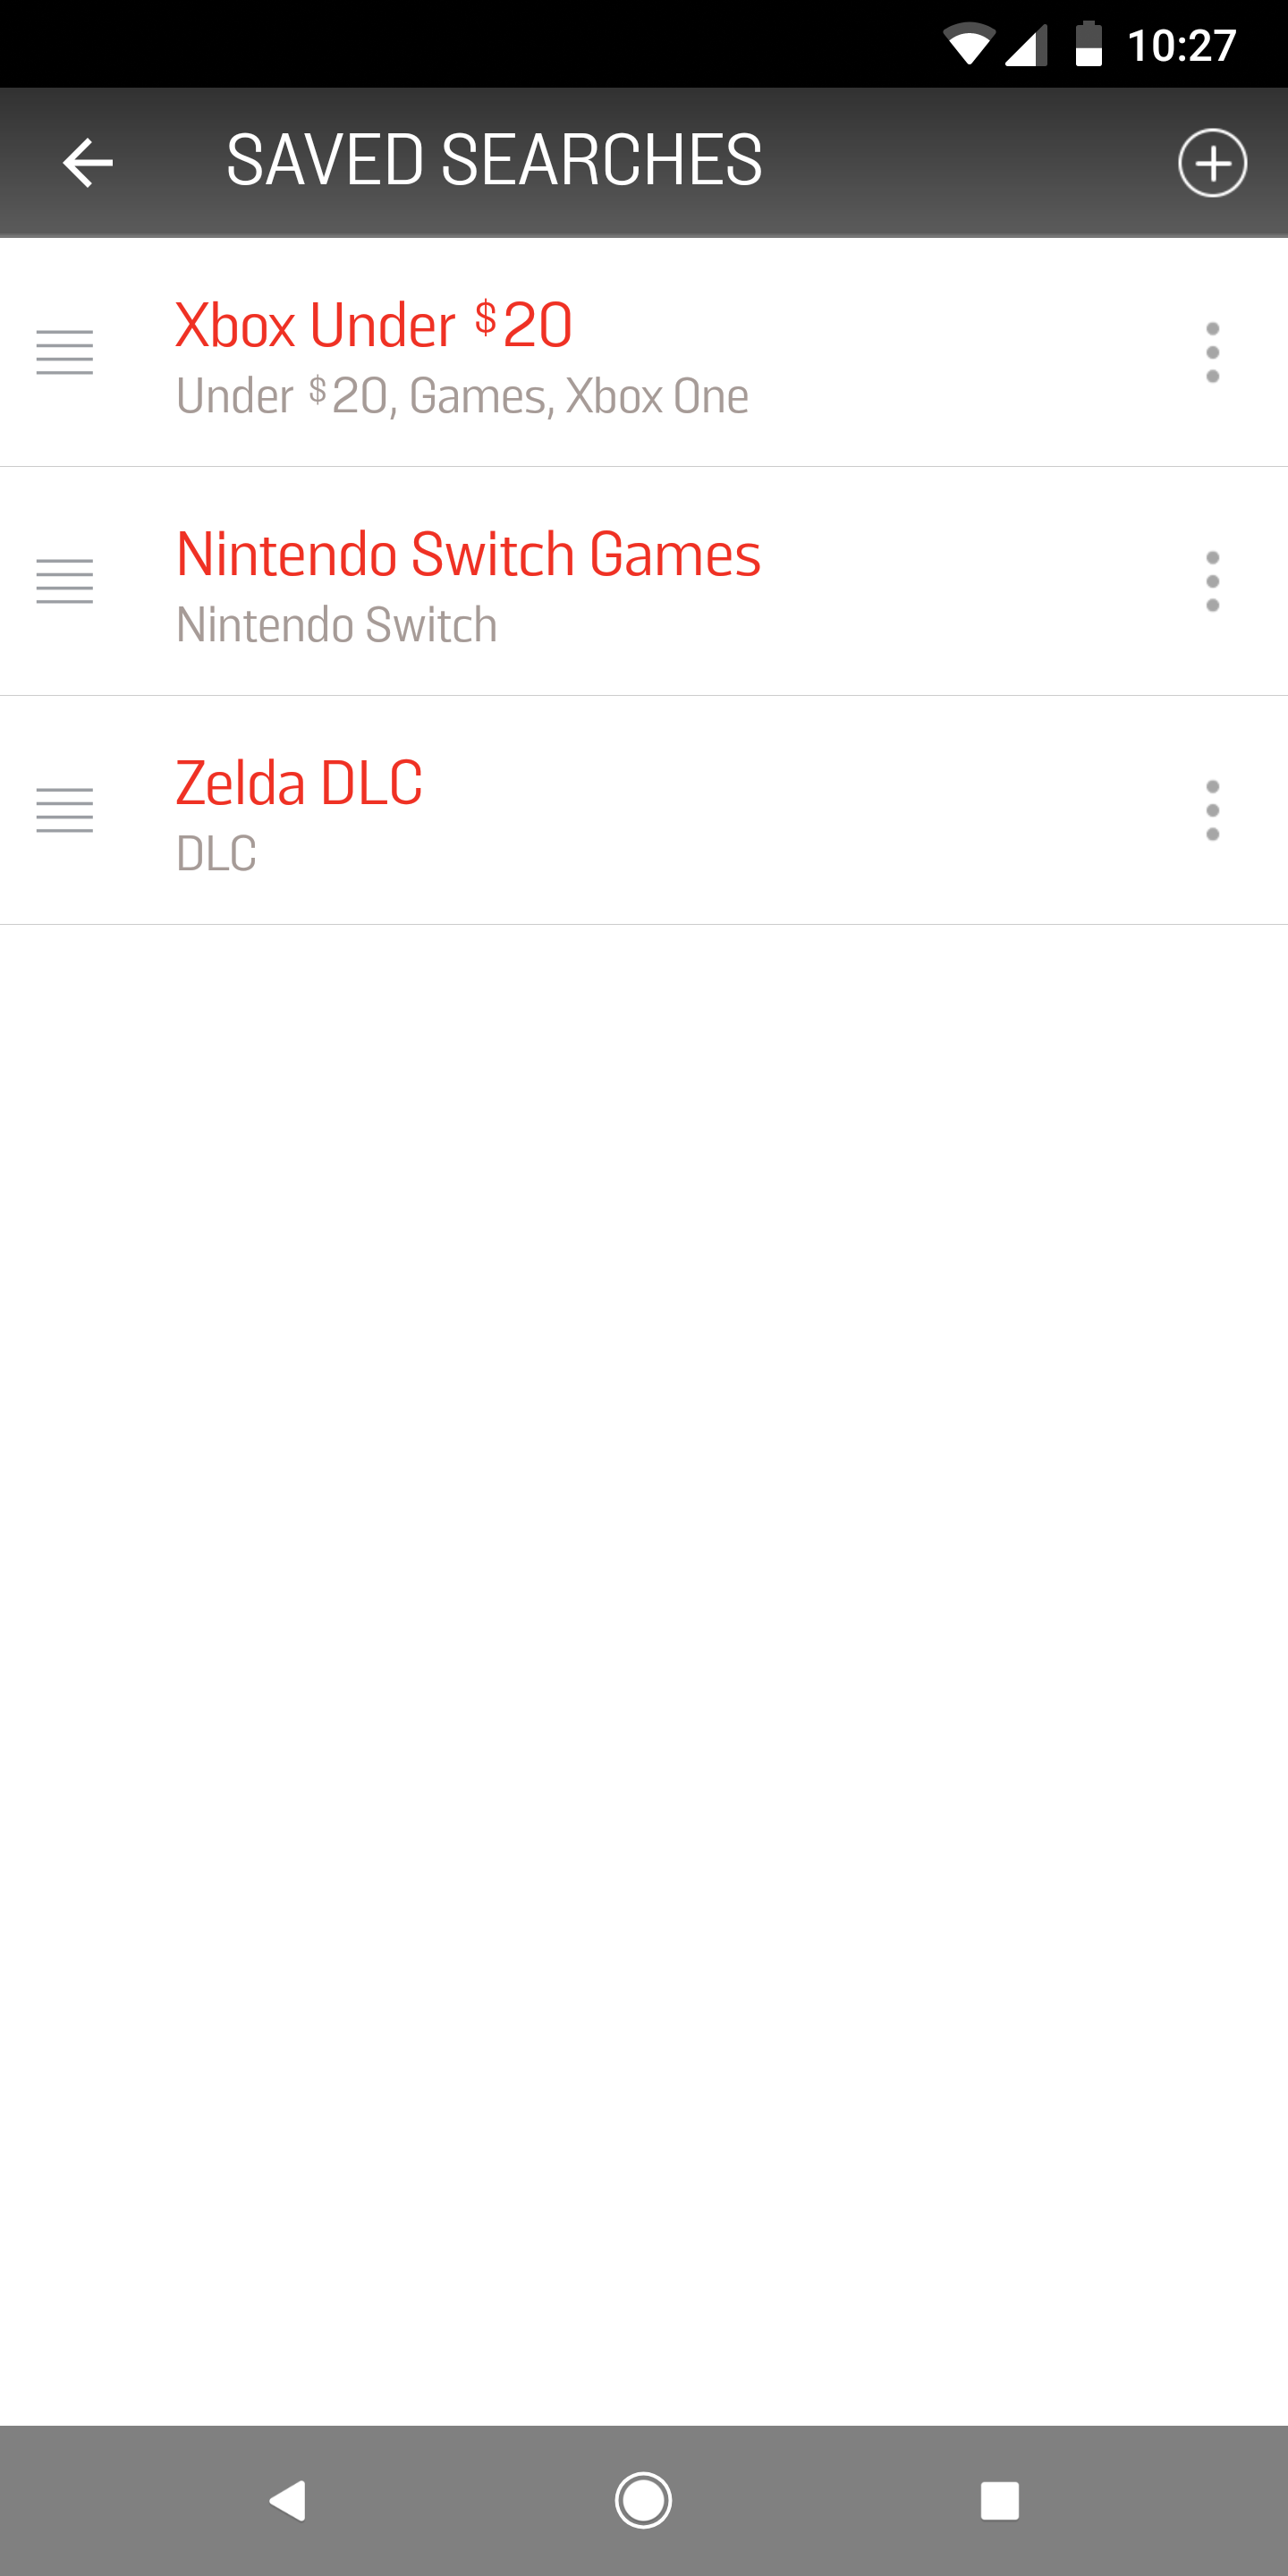 10:27
SAVED SEARCHES
Xbox Under $20
Under $20, Games, Xbox One
Nintendo Switch Games
Nintendo Switch
Zelda DLC
DLC